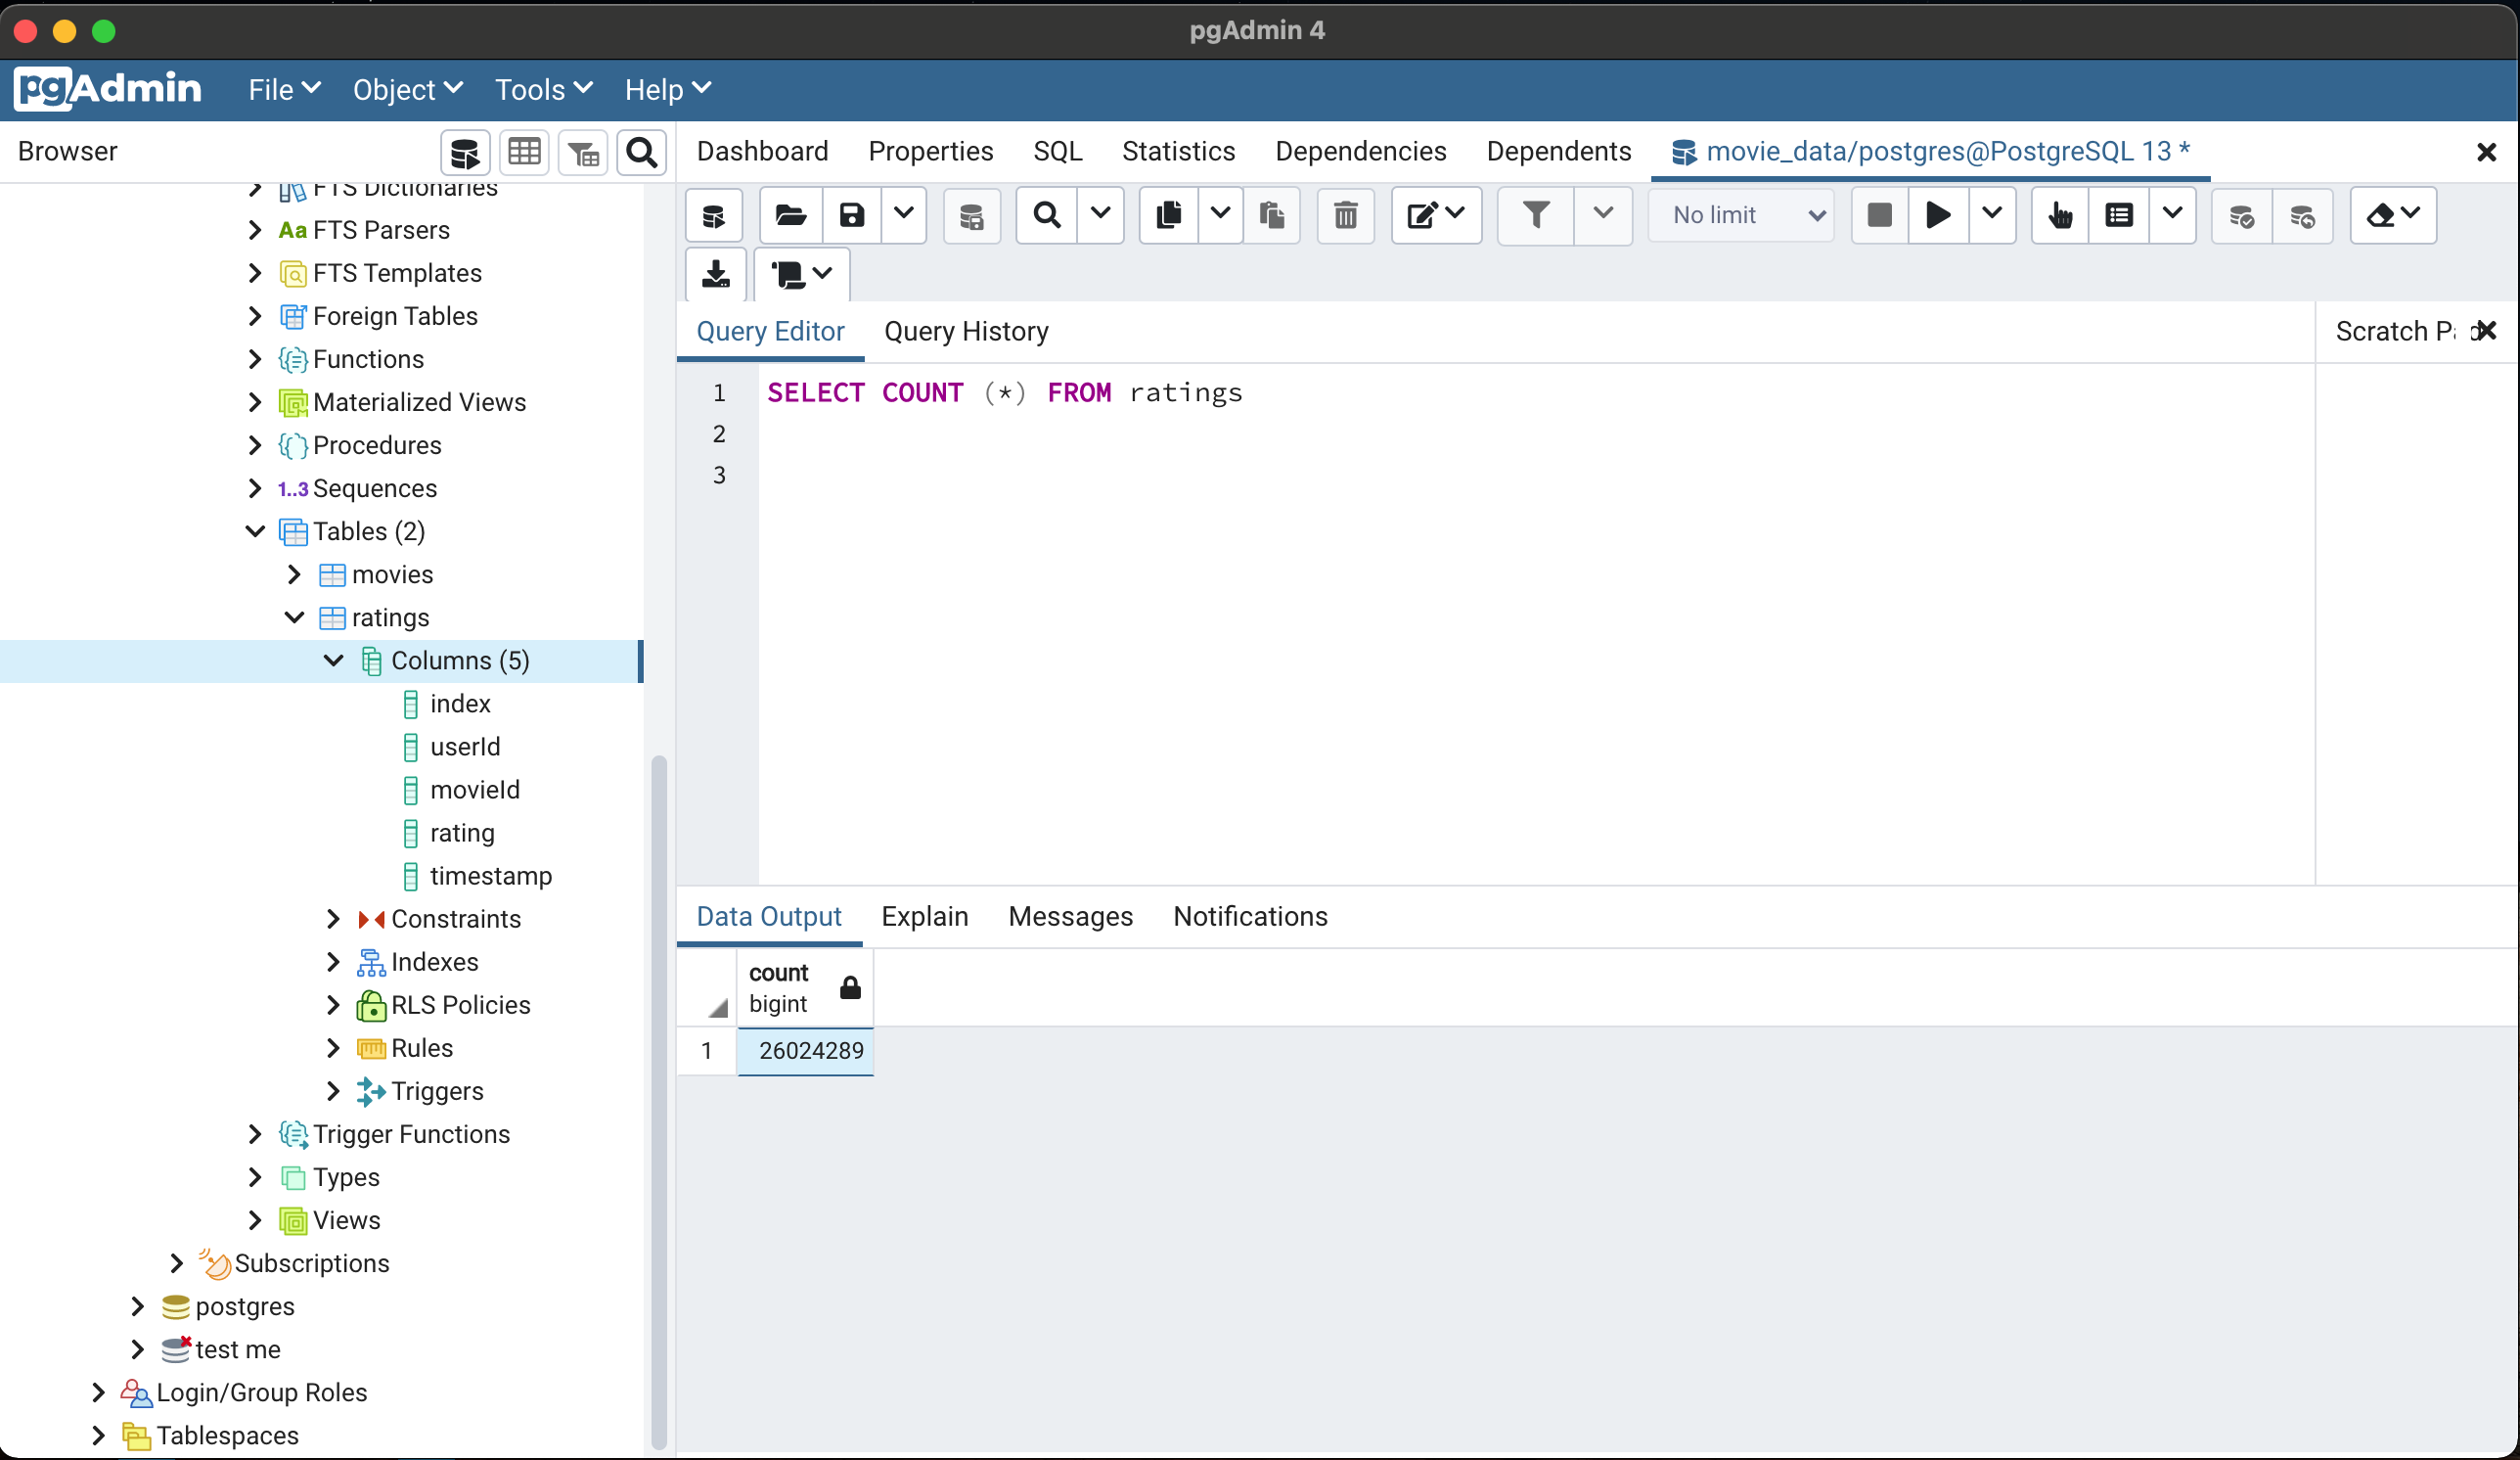 pgAdmin 4
pgAdmin File Object Tools Help
Browser
Dashboard Properties SQL Statistics Dependencies Dependents movie_data/postgres@PostgreSQL 13 *
No limit
FTS Dictionaries
Aa FTS Parsers
FTS Templates
Foreign Tables
Functions
Materialized Views
Procedures
1..3 Sequences
Tables (2)
movies
ratings
Columns (5)
index
userId
movieId
rating
timestamp
Constraints
Indexes
RLS Policies
Rules
Triggers
Trigger Functions
Types
Views
Subscriptions
postgres
test me
Login/Group Roles
Tablespaces
Query Editor Query History
Scratch
1 SELECT COUNT (*) FROM ratings
2
3
Data Output Explain Messages Notifications
count
bigint
1 26024289